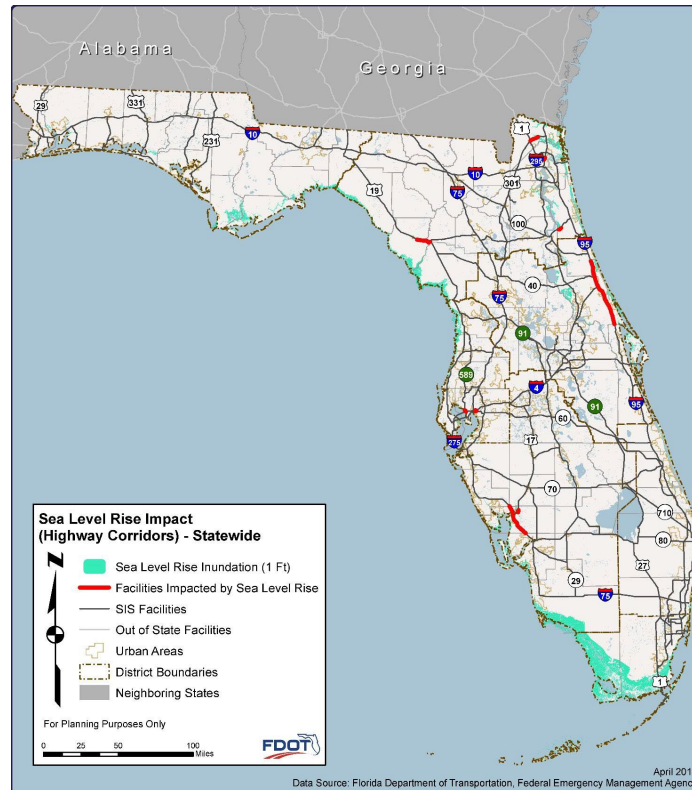 Alabama
Georgia
29
331
231
10
1
295
10
301
19
75
100
95
40
75
91
589
4
91
95
60
275
17
70
710
80
27
29
75
1
Sea Level Rise Impact
(Highway Corridors) - Statewide
N
Sea Level Rise Inundation (1 Ft)
Facilities Impacted by Sea Level Rise
SIS Facilities
Out of State Facilities
Urban Areas
District Boundaries
Neighboring States
For Planning Purposes Only
0 25 50 100
Miles
FDOT
April 201
Data Source: Florida Department of Transportation, Federal Emergency Management Agenc